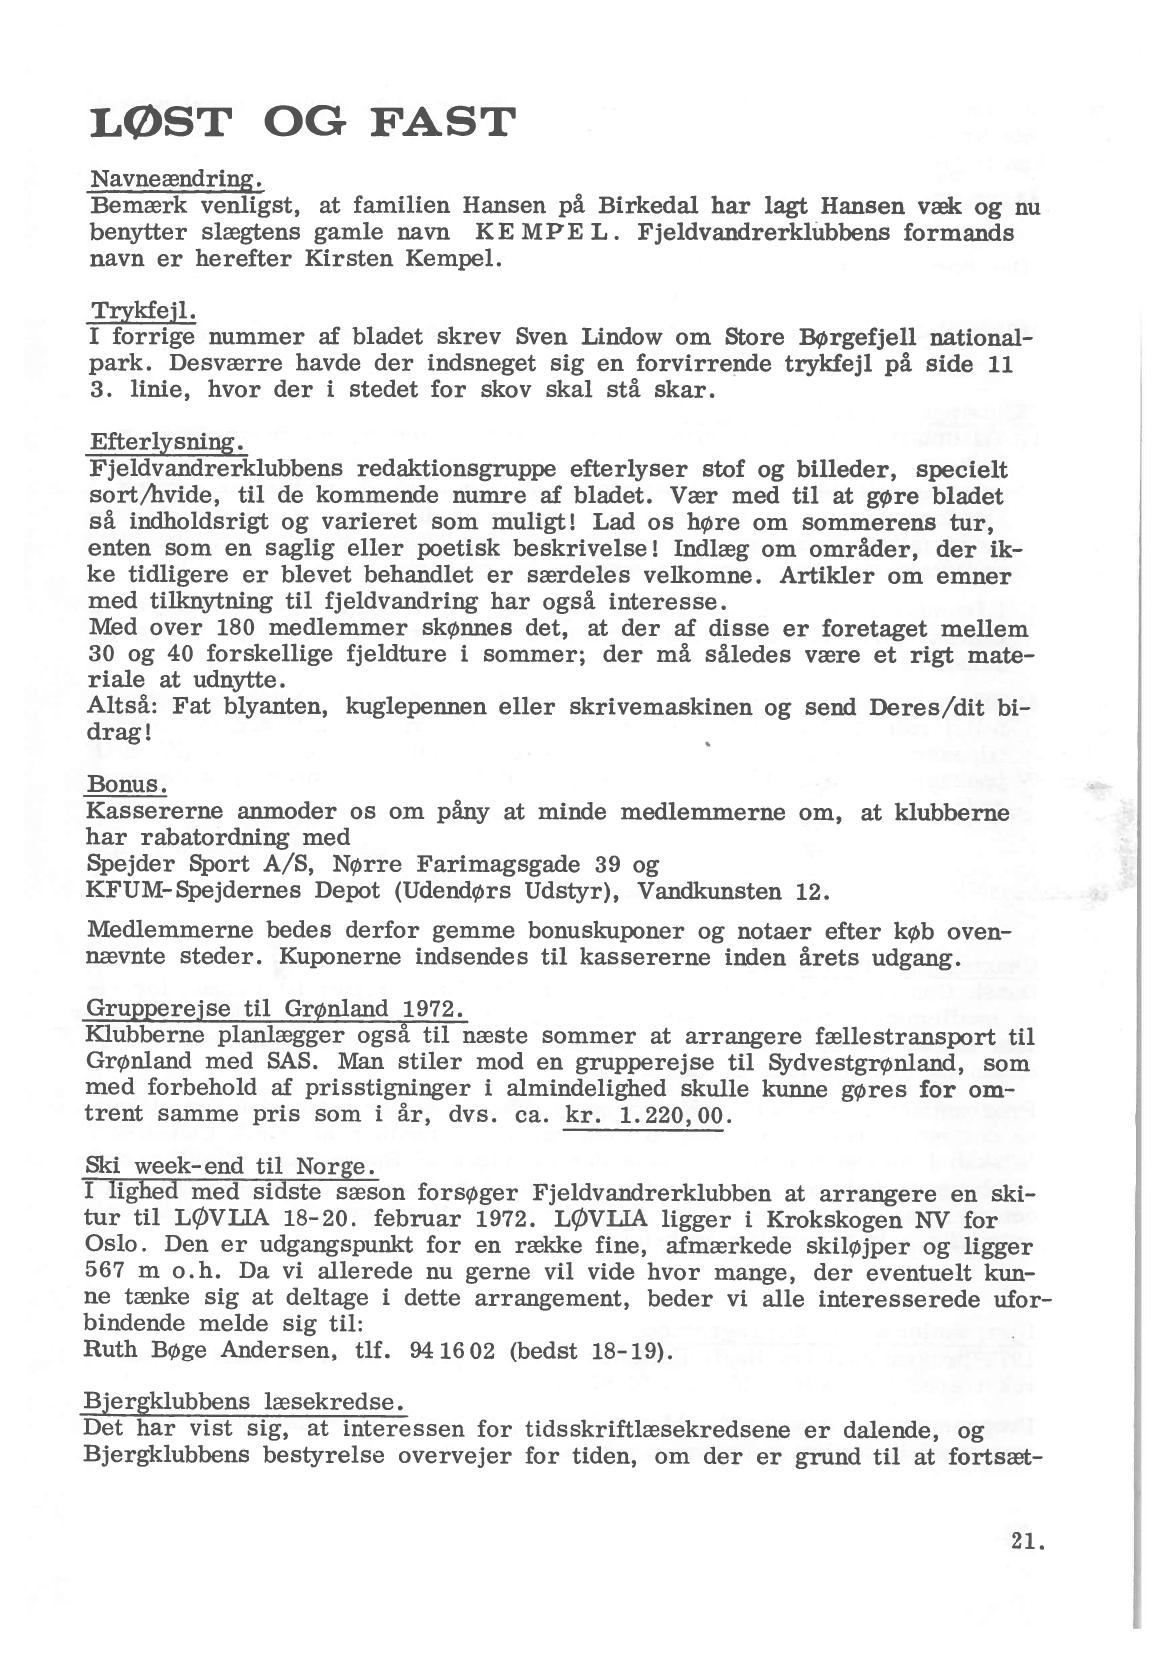 LØST OG FAST
Navneændring.
Bemærk venligst, at familien Hansen på Birkedal har lagt Hansen væk og nu
benytter slægtens gamle navn KEMPEL. Fjeldvandrerklubbens formands
navn er herefter Kirsten Kempel.
Trykfejl.
I forrige nummer af bladet skrev Sven Lindow om Store Børgefjell national-
park. Desværre havde der indsneget sig en forvirrende trykfejl på side 11
3. linie, hvor der i stedet for skov skal stå skar.
Efterlysning.
Fjeldvandrerklubbens redaktionsgruppe efterlyser stof og billeder, specielt
sort/hvide, til de kommende numre af bladet. Vær med til at gøre bladet
så indholdsrigt og varieret som muligt! Lad os høre om sommerens tur,
enten som en saglig eller poetisk beskrivelse! Indlæg om områder, der ik-
ke tidligere er blevet behandlet er særdeles velkomne. Artikler om emner
med tilknytning til fjeldvandring har også interesse.
Med over 180 medlemmer skønnes det, at der af disse er foretaget mellem
30 og 40 forskellige fjeldture i sommer; der må således være et rigt mate-
riale at udnytte.
Altså: Fat blyanten, kuglepennen eller skrivemaskinen og send Deres/dit bi-
drag!
Bonus.
Kassererne anmoder os om påny at minde medlemmerne om, at klubberne
har rabatordning med
Spejder Sport A/S, Nørre Farimagsgade 39 og
KFUM-Spejdernes Depot (Udendørs Udstyr), Vandkunsten 12.
Medlemmerne bedes derfor gemme bonuskuponer og notaer efter køb oven-
nævnte steder. Kuponerne indsendes til kassererne inden årets udgang.
Grupperejse til Grønland 1972.
Klubberne planlægger også til næste sommer at arrangere fællestransport til
Grønland med SAS. Man stiler mod en grupperejse til Sydvestgrønland, som
med forbehold af prisstigninger i almindelighed skulle kunne gøres for om-
trent samme pris som i år, dvs. ca. kr. 1.220,00.
Ski week-end til Norge.
I lighed med sidste sæson forsøger Fjeldvandrerklubben at arrangere en ski-
tur til LØVLIA 18-20. februar 1972. LØVLIA ligger i Krokskogen NV for
Oslo. Den er udgangspunkt for en række fine, afmærkede skiløjper og ligger
567 m o.h. Da vi allerede nu gerne vil vide hvor mange, der eventuelt kun-
ne tænke sig at deltage i dette arrangement, beder vi alle interesserede ufor-
bindende melde sig til:
Ruth Bøge Andersen, tlf. 94 16 02 (bedst 18-19).
Bjergklubbens læsekredse.
Det har vist sig, at interessen for tidsskriftlæsekredsene er dalende, og
Bjergklubbens bestyrelse overvejer for tiden, om der er grund til at fortsæt-
21.